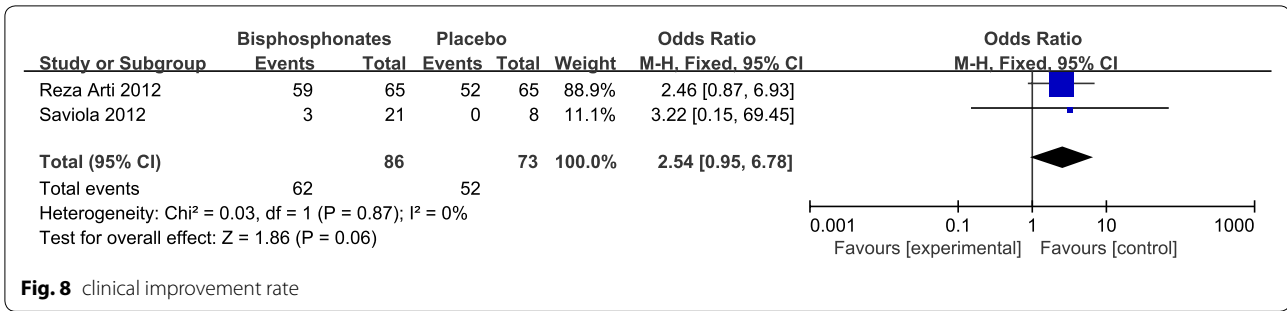 Bisphosphonates Placebo Odds Ratio Odds Ratio
Study or Subgroup Events Total Events Total Weight M-H, Fixed, 95% CI M-H, Fixed, 95% CI
Reza Arti 2012 59 65 52 65 88.9% 2.46 [0.87, 6.93]
Saviola 2012 3 21 0 8 11.1% 3.22 [0.15, 69.45]
Total (95% CI) 86 73 100.0% 2.54 [0.95, 6.78]
Total events 62 52
Heterogeneity: Chi² = 0.03, df = 1 (P = 0.87); I² = 0%
Test for overall effect: Z = 1.86 (P = 0.06)
0.001 0.1 1 10 1000
Favours [experimental] Favours [control]
Fig. 8 clinical improvement rate